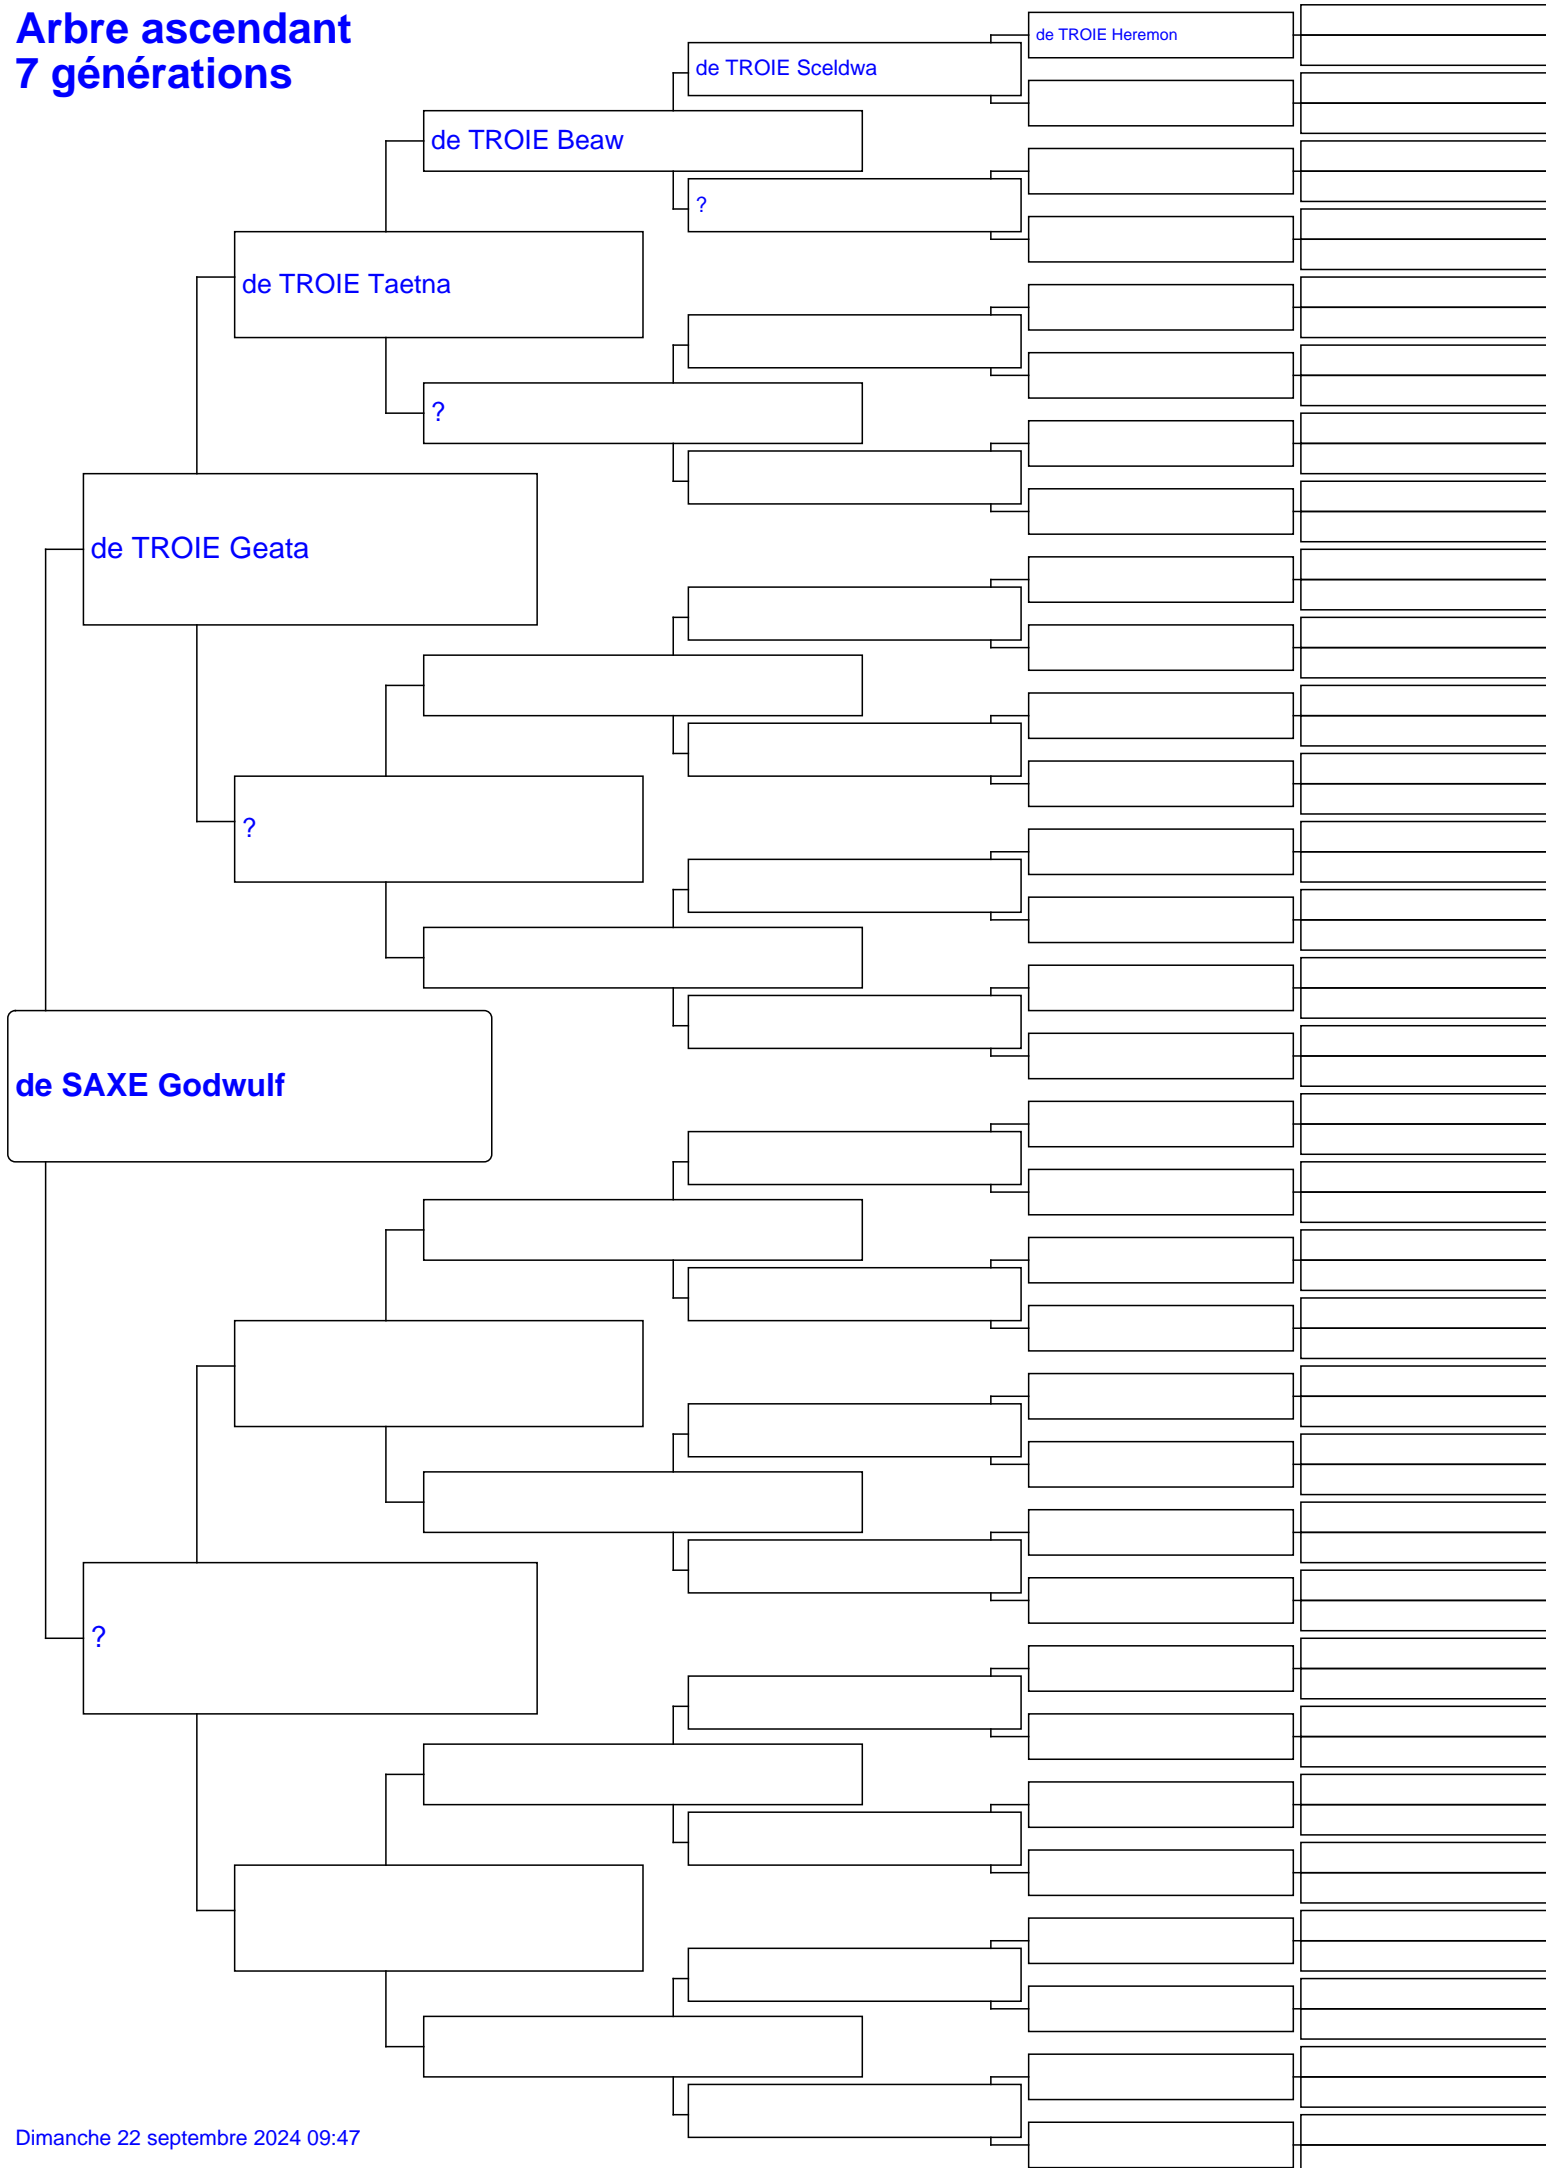 Arbre ascendant
7 générations
de TROIE Heremon
de TROIE Sceldwa
de TROIE Beaw
?
de TROIE Taetna
?
de TROIE Geata
?
de SAXE Godwulf
?
Dimanche 22 septembre 2024 09:47